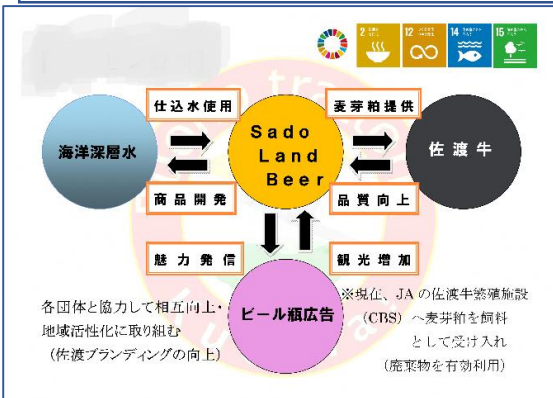 2
12
14
15
仕込水使用
麦芽粕提供
海洋深層水
Sado
Land
Beer
佐渡牛
商品開発
品質向上
魅力発信
観光増加
ビール瓶広告
各団体と協力して相互向上・
地域活性化に取り組む
（佐渡ブランディングの向上）
※現在、JAの佐渡牛繁殖施設
（CBS）へ麦芽粕を飼料
として受け入れ
（廃棄物を有効利用）